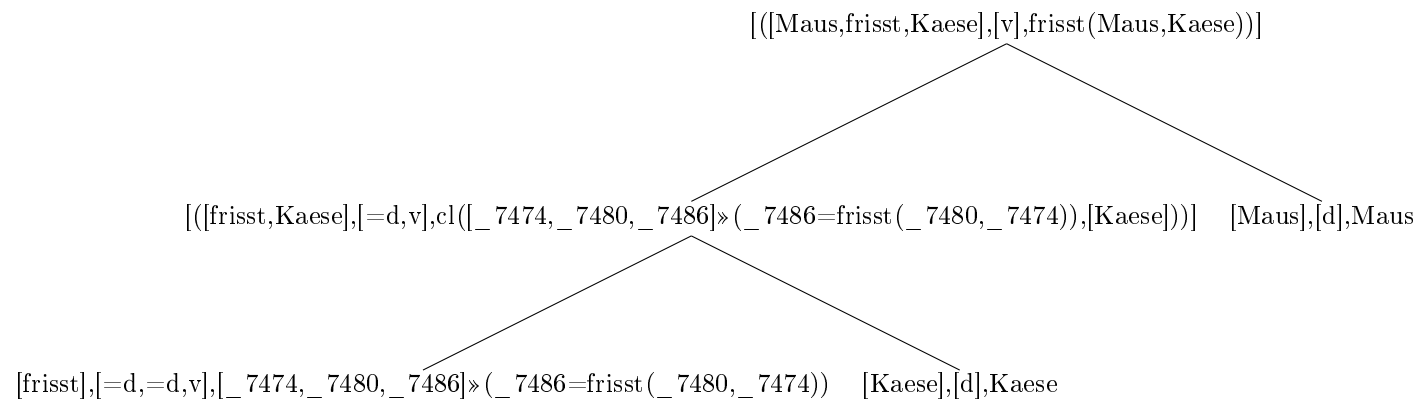 [([Maus,frisst,Kaese],[v],frisst(Maus,Kaese))]
[([frisst,Kaese],[=d,v],cl([_7474,_7480,_7486]»(_7486=frisst(_7480,_7474)),[Kaese]))] [Maus],[d],Maus
[frisst],[=d,=d,v],[_7474,_7480,_7486]»(_7486=frisst(_7480,_7474)) [Kaese],[d],Kaese